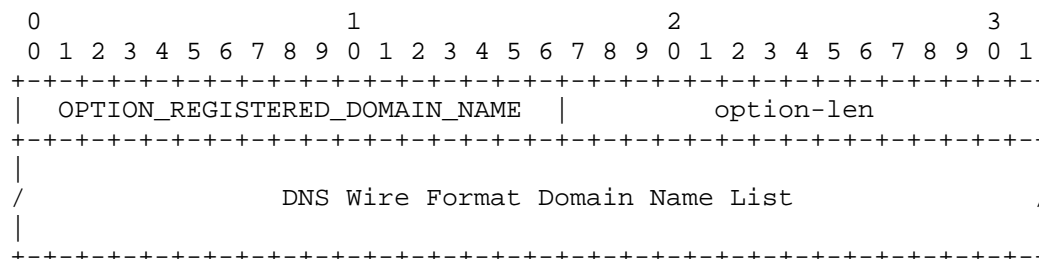 0                   1                   2                   3
 0 1 2 3 4 5 6 7 8 9 0 1 2 3 4 5 6 7 8 9 0 1 2 3 4 5 6 7 8 9 0 1
+-+-+-+-+-+-+-+-+-+-+-+-+-+-+-+-+-+-+-+-+-+-+-+-+-+-+-+-+-+-+-+-+-
|  OPTION_REGISTERED_DOMAIN_NAME  |         option-len
+-+-+-+-+-+-+-+-+-+-+-+-+-+-+-+-+-+-+-+-+-+-+-+-+-+-+-+-+-+-+-+-+-
|
/                DNS Wire Format Domain Name List               /
|
+-+-+-+-+-+-+-+-+-+-+-+-+-+-+-+-+-+-+-+-+-+-+-+-+-+-+-+-+-+-+-+-+-